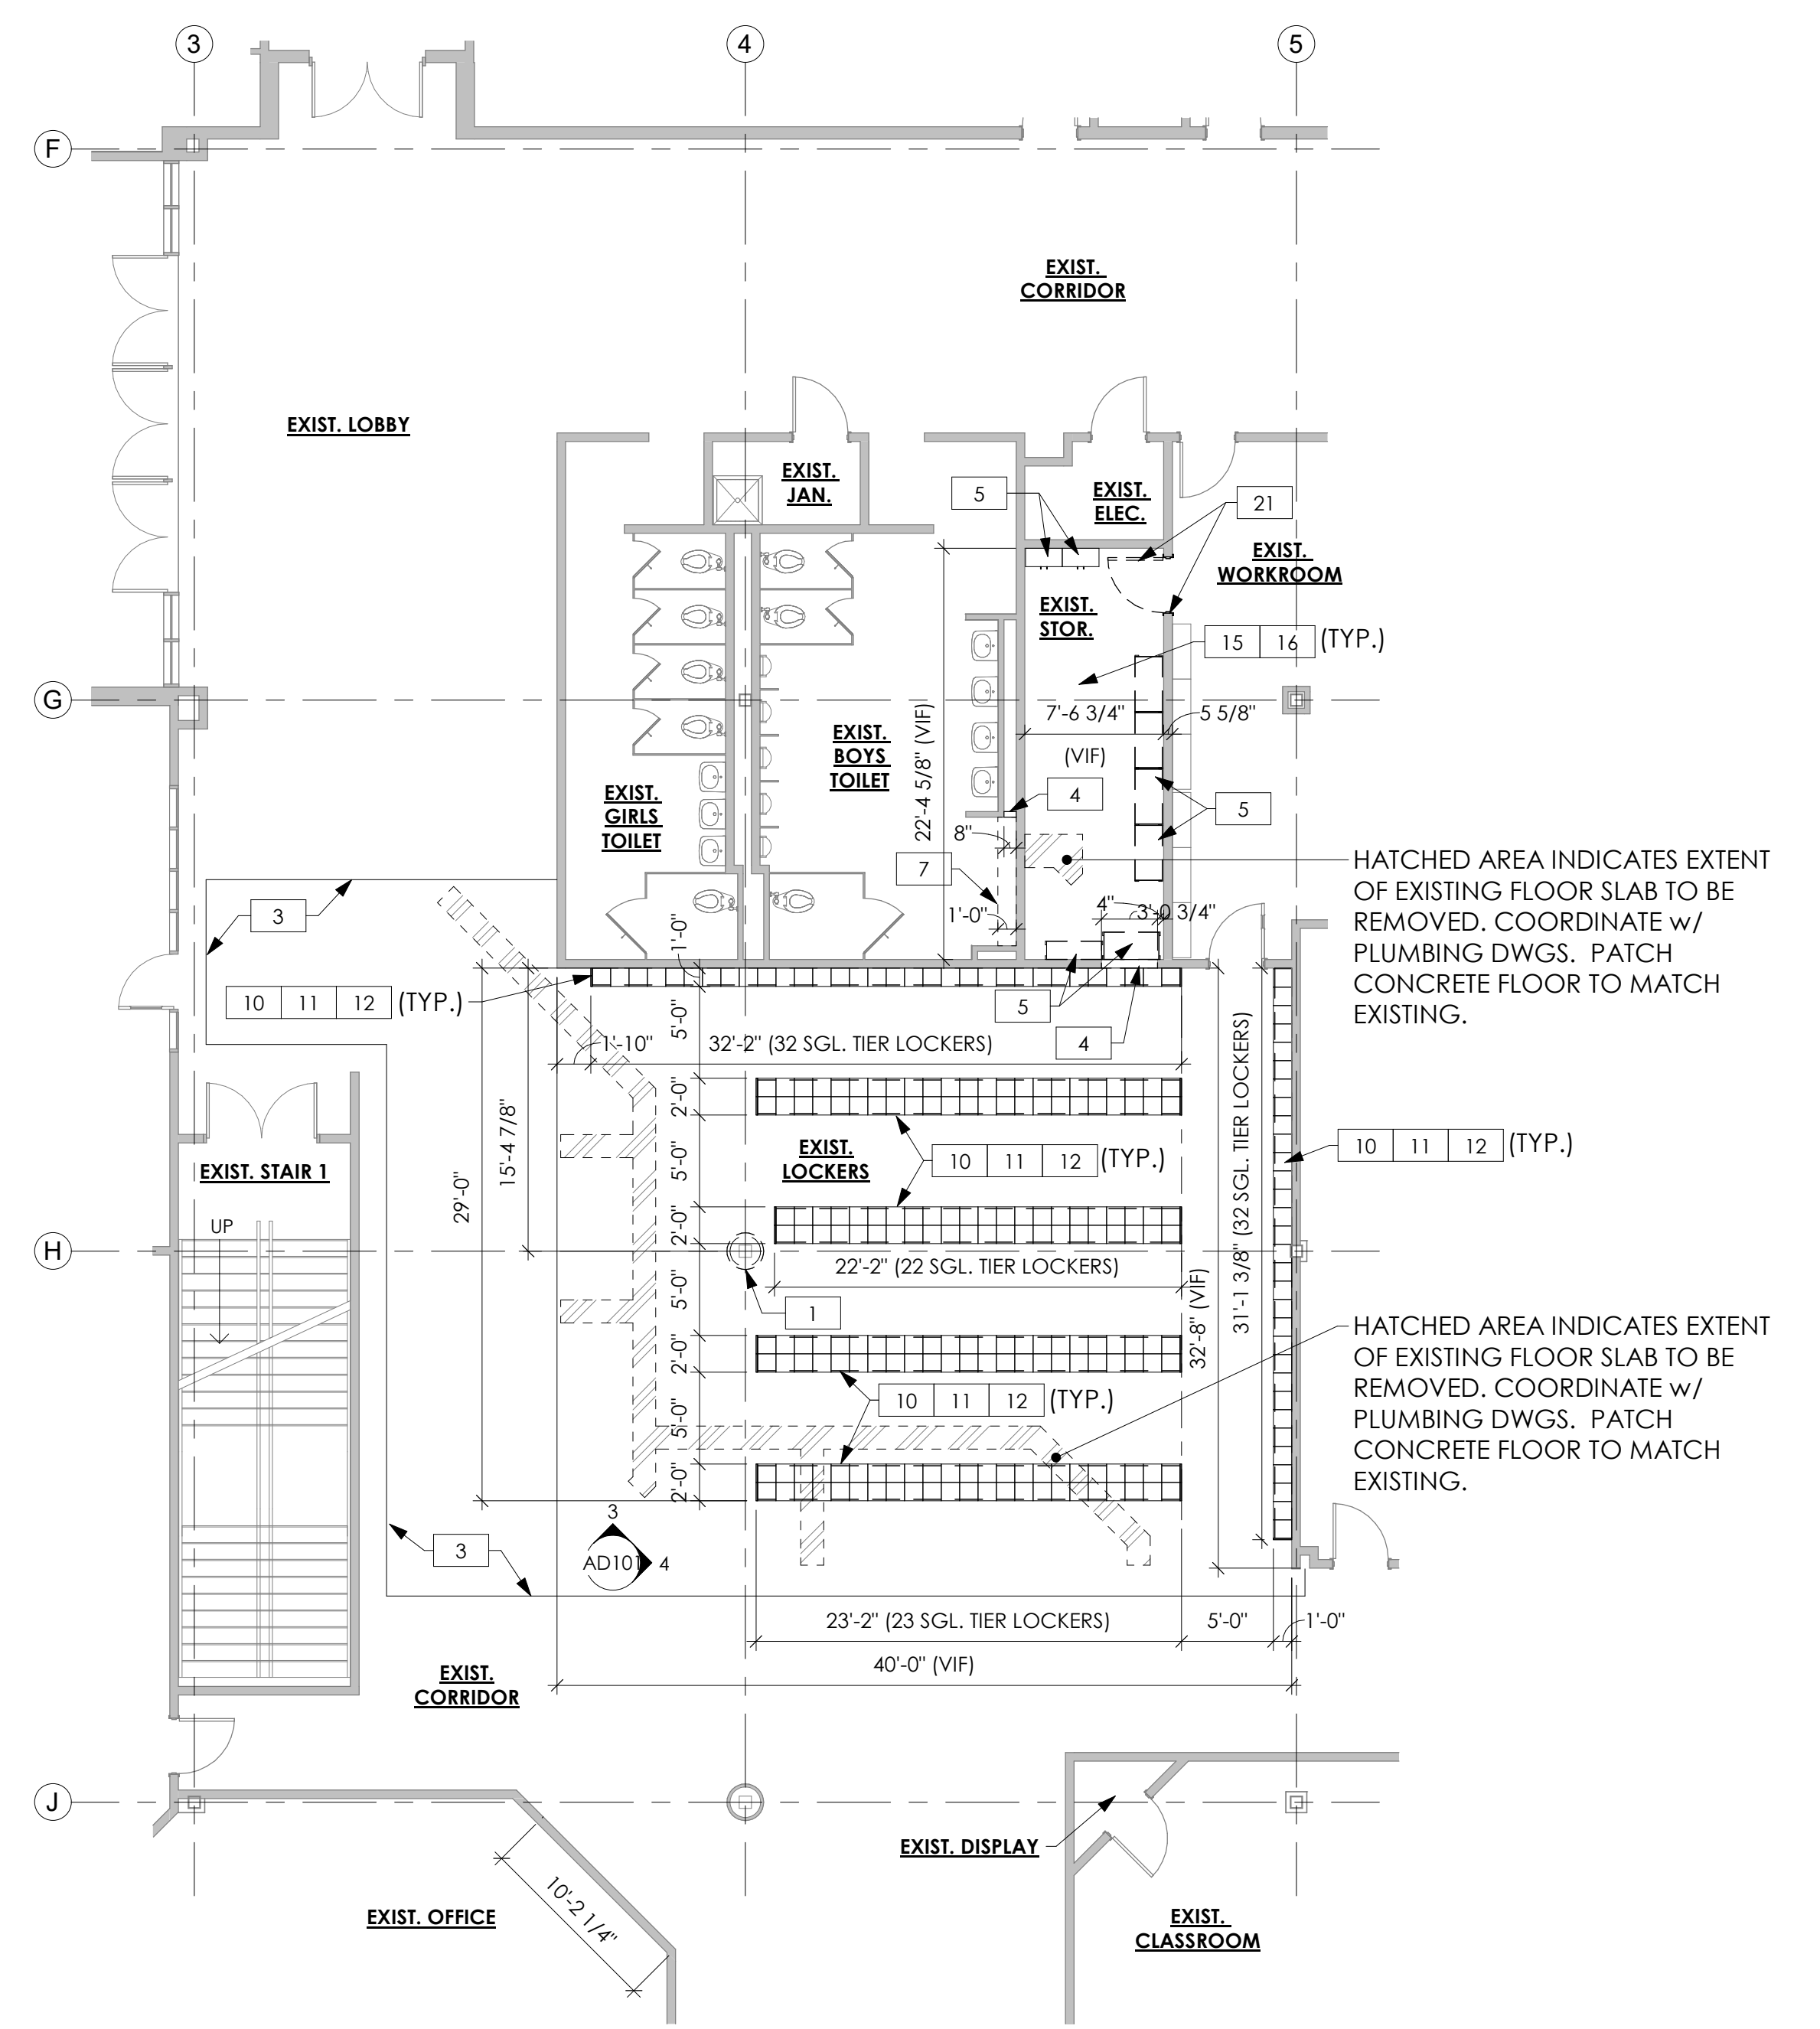 3
4
5
F
EXIST.
CORRIDOR
EXIST. LOBBY
EXIST.
JAN.
5
EXIST.
ELEC.
21
EXIST.
WORKROOM
EXIST.
STOR.
15 16 (TYP.)
G
7'-6 3/4"
(VIF)
5 5/8"
22'-4 5/8" (VIF)
EXIST.
BOYS
TOILET
EXIST.
GIRLS
TOILET
4
5
8"
7
1'-0"
4"
3'-0 3/4"
HATCHED AREA INDICATES EXTENT
OF EXISTING FLOOR SLAB TO BE
REMOVED. COORDINATE w/
PLUMBING DWGS. PATCH
CONCRETE FLOOR TO MATCH
EXISTING.
3
1'-0"
10 11 12 (TYP.)
5
4
5'-0"
1'-10"
32'-2" (32 SGL. TIER LOCKERS)
2'-0"
15'-4 7/8"
29'-0"
EXIST.
LOCKERS
10 11 12 (TYP.)
10 11 12 (TYP.)
31'-1 3/8" (32 SGL. TIER LOCKERS)
32'-8" (VIF)
EXIST. STAIR 1
UP
5'-0"
2'-0"
H
22'-2" (22 SGL. TIER LOCKERS)
5'-0"
1
2'-0"
HATCHED AREA INDICATES EXTENT
OF EXISTING FLOOR SLAB TO BE
REMOVED. COORDINATE w/
PLUMBING DWGS. PATCH
CONCRETE FLOOR TO MATCH
EXISTING.
10 11 12 (TYP.)
5'-0"
2'-0"
3
3
AD101
4
23'-2" (23 SGL. TIER LOCKERS)
5'-0"
1'-0"
40'-0" (VIF)
EXIST.
CORRIDOR
J
EXIST. DISPLAY
10'-2 1/4"
EXIST. OFFICE
EXIST.
CLASSROOM